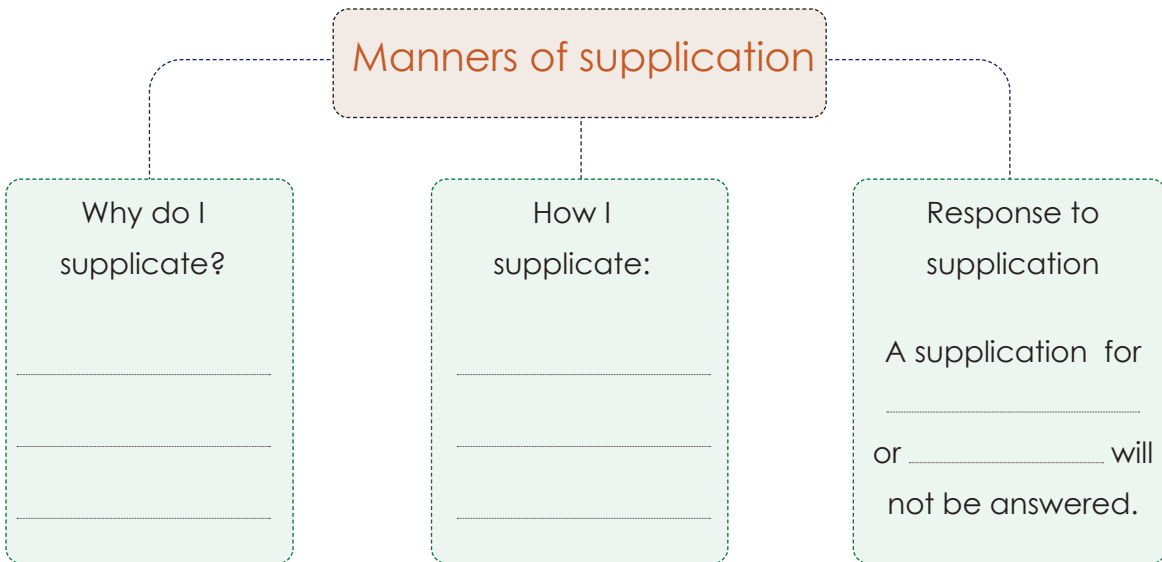 Manners of supplication
Why do I
supplicate?
How I
supplicate:
Response to
supplication
A supplication for
or will
not be answered.